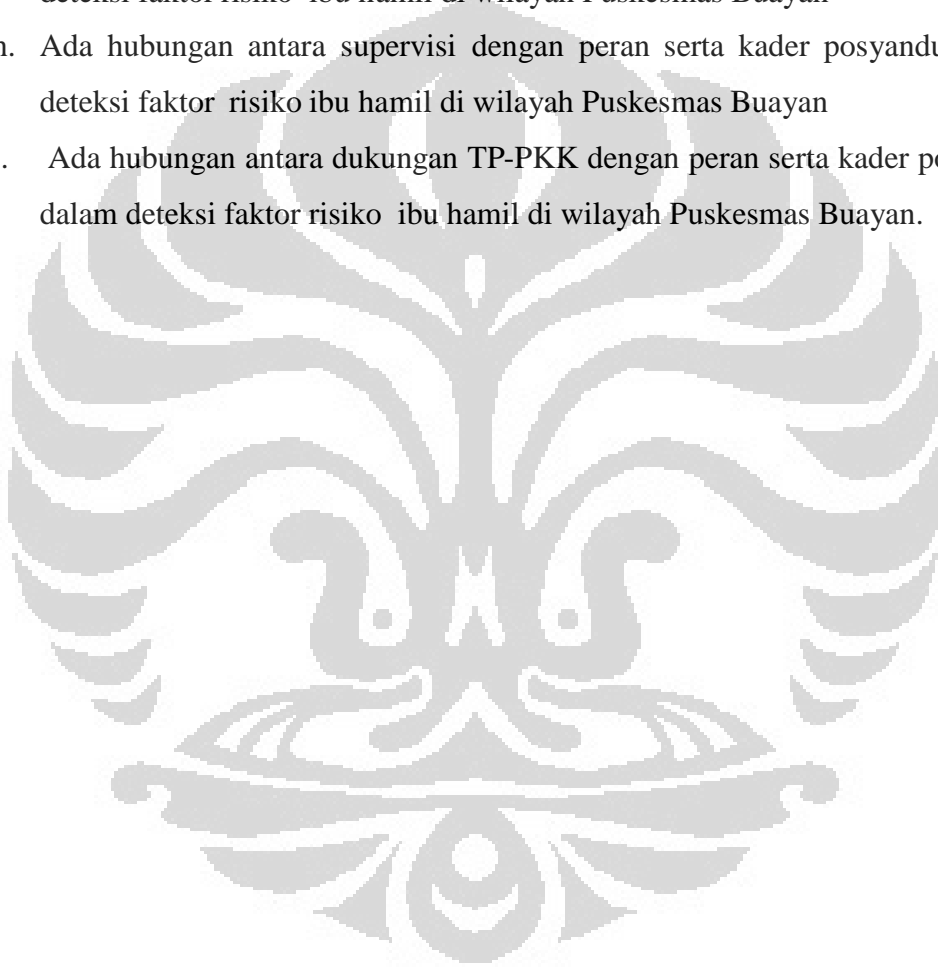 deteksi faktor risiko ibu hamil di wilayah Puskesmas Buayan
Ada hubungan antara supervisi dengan peran serta kader posyandu
deteksi faktor risiko ibu hamil di wilayah Puskesmas Buayan
Ada hubungan antara dukungan TP-PKK dengan peran serta kader
dalam deteksi faktor risiko ibu hamil di wilayah Puskesmas Buayan.